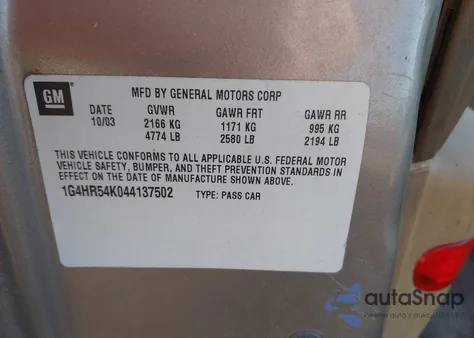 GM
MFD BY GENERAL MOTORS CORP
DATE GVWR GAWR FRT GAWR RR
10/03 2166 KG 1171 KG 995 KG
4774 LB 2580 LB 2194 LB
THIS VEHICLE CONFORMS TO ALL APPLICABLE U.S. FEDERAL MOTOR
VEHICLE SAFETY, BUMPER, AND THEFT PREVENTION STANDARDS IN
EFFECT ON THE DATE OF MANUFACTURE SHOWN ABOVE.
1G4HR54K044137502 TYPE: PASS CAR
autoSnap